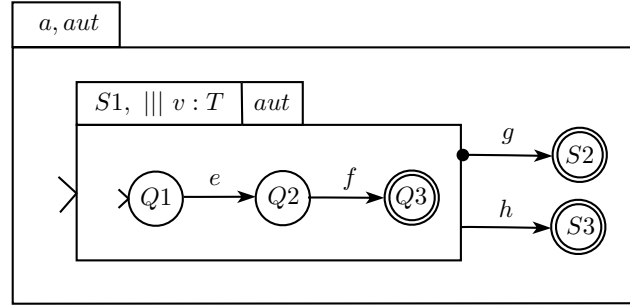 a, aut
S1, ||| v : T aut
g
e f
Q1 Q2 Q3 S2
h
S3